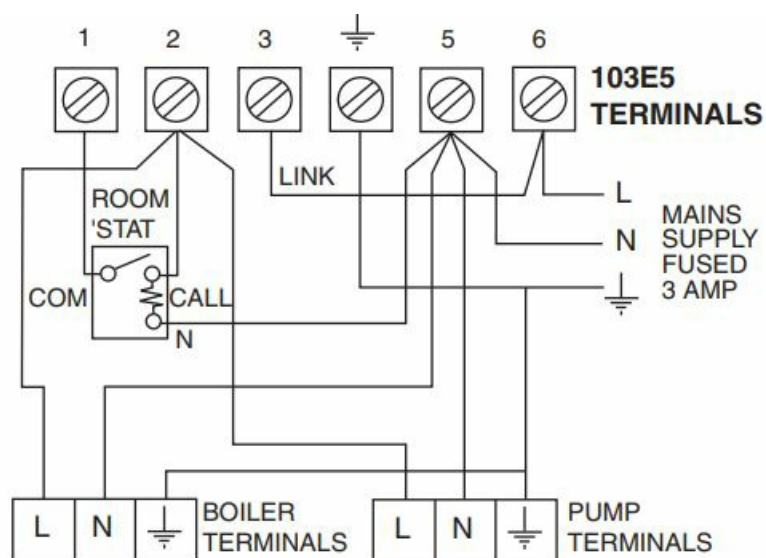 1 2 3 5 6
103E5
TERMINALS
LINK
ROOM
'STAT
COM
CALL
N
L
N
MAINS
SUPPLY
FUSED
3 AMP
L N
BOILER
TERMINALS
L N
PUMP
TERMINALS